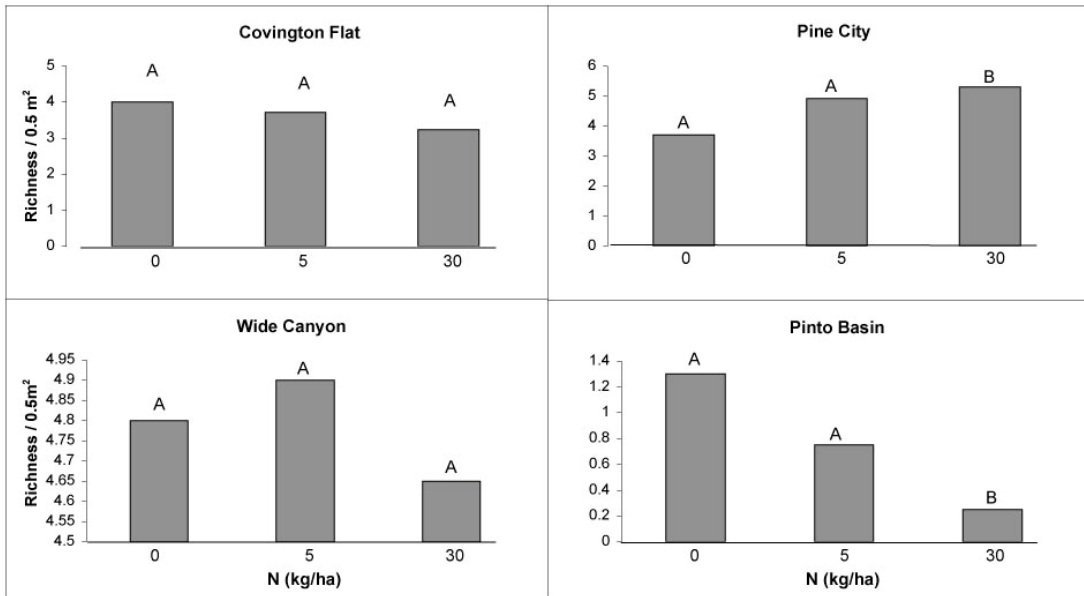 Covington Flat
Richness / 0.5 m²
5
4
3
2
1
0
A
A
A
0
5
30
Pine City
6
5
4
3
2
1
0
A
A
B
0
5
30
Wide Canyon
Richness / 0.5m²
4.95
4.9
4.85
4.8
4.75
4.7
4.65
4.6
4.55
4.5
A
A
A
0
5
30
N (kg/ha)
Pinto Basin
1.4
1.2
1
0.8
0.6
0.4
0.2
0
A
A
B
0
5
30
N (kg/ha)